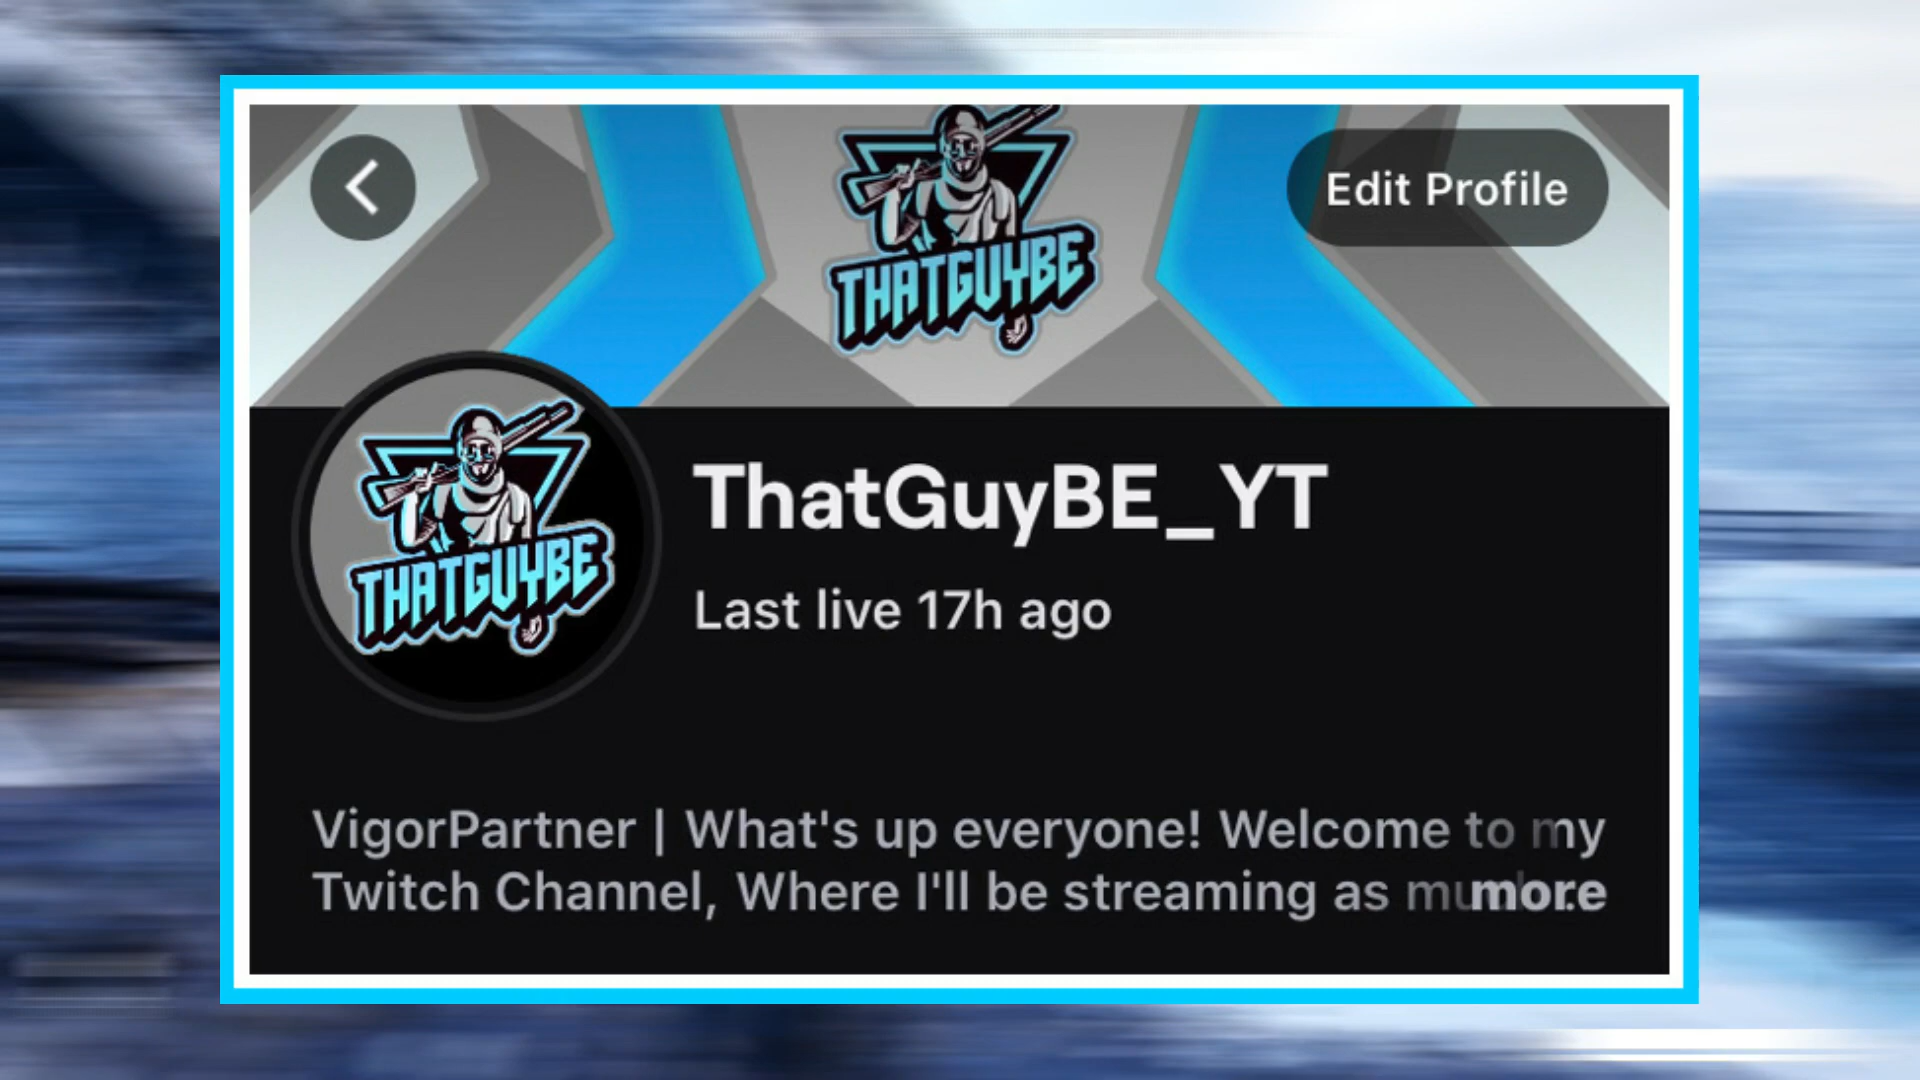 THATGUYBE
Edit Profile
THATGUYBE
ThatGuyBE_YT
Last live 17h ago
VigorPartner | What's up everyone! Welcome to my
Twitch Channel, Where I'll be streaming as more